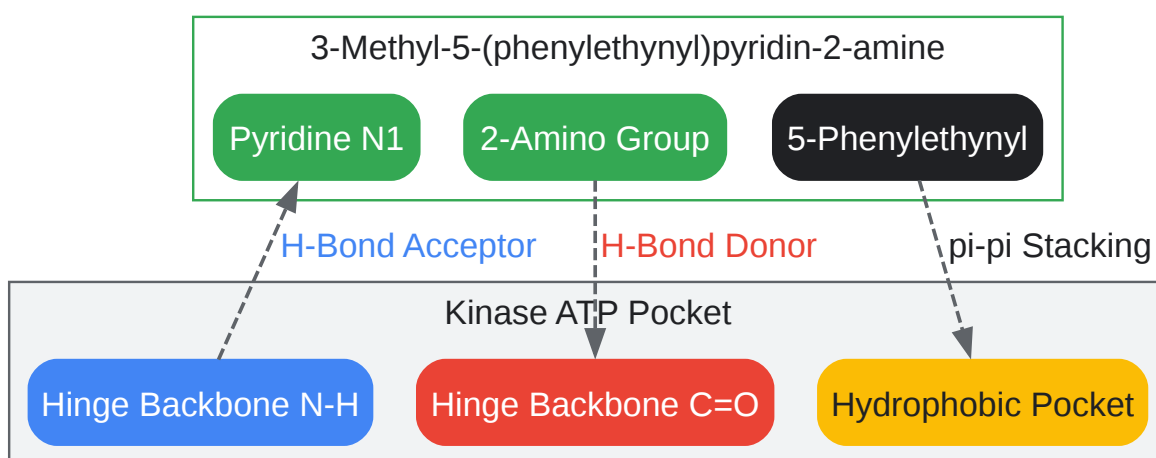 3-Methyl-5-(phenylethynyl)pyridin-2-amine
Pyridine N1
2-Amino Group
5-Phenylethynyl
H-Bond Acceptor
H-Bond Donor
pi-pi Stacking
Kinase ATP Pocket
Hinge Backbone N-H
Hinge Backbone C=O
Hydrophobic Pocket